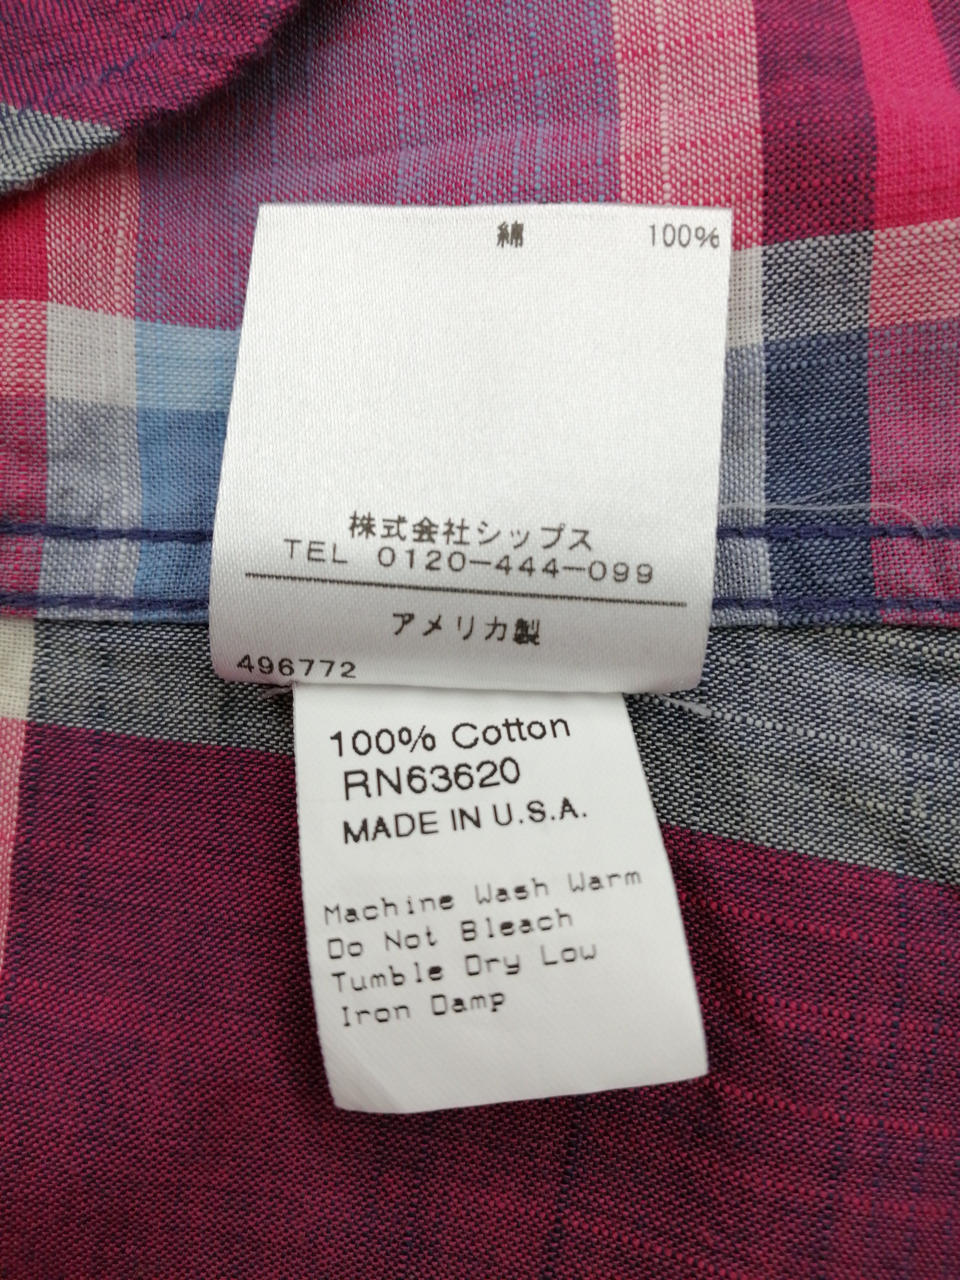 綿 100%
株式会社シップス
TEL 0120-444-099
アメリカ製
496772
100% Cotton
RN63620
MADE IN U.S.A.
Machine Wash Warm
Do Not Bleach
Tumble Dry Low
Iron Damp